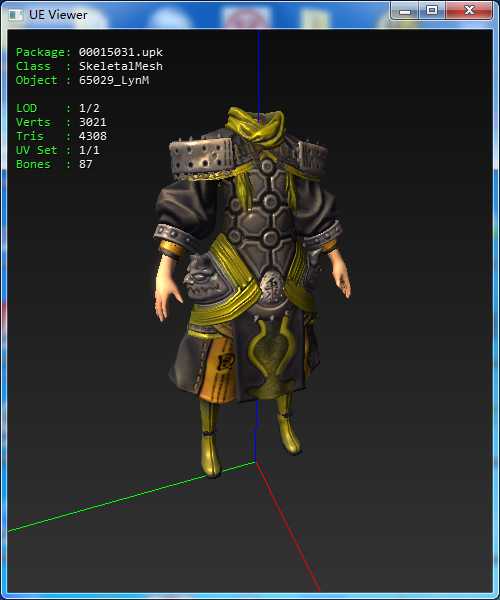 UE Viewer
Package: 00015031.upk
Class : SkeletalMesh
Object : 65029_LynM
LOD : 1/2
Verts : 3021
Tris : 4308
UV Set : 1/1
Bones : 87